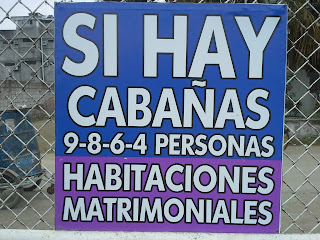 SI HAY
CABAÑAS
9-8-6-4 PERSONAS
HABITACIONES
MATRIMONIALES